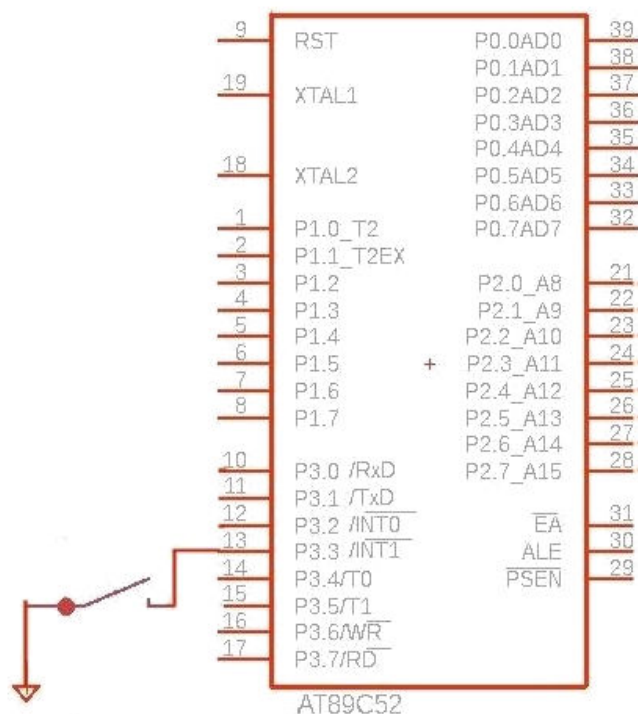 9 RST P0.0AD0 39
P0.1AD1 38
19 XTAL1 P0.2AD2 37
P0.3AD3 36
P0.4AD4 35
18 XTAL2 P0.5AD5 34
P0.6AD6 33
1 P1.0_T2 P0.7AD7 32
2 P1.1_T2EX
3 P1.2 P2.0_A8 21
4 P1.3 P2.1_A9 22
5 P1.4 P2.2_A10 23
6 P1.5 + P2.3_A11 24
7 P1.6 P2.4_A12 25
8 P1.7 P2.5_A13 26
P2.6_A14 27
10 P3.0 /RxD P2.7_A15 28
11 P3.1 /TxD
12 P3.2 /INT0 EA 31
13 P3.3 /INT1 ALE 30
14 P3.4/T0 PSEN 29
15 P3.5/T1
16 P3.6/WR
17 P3.7/RD
AT89C52